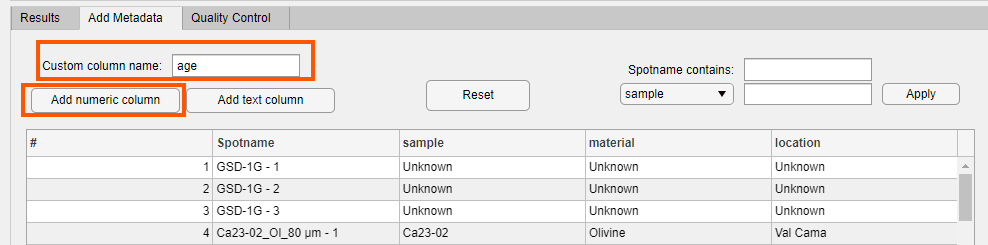 Results Add Metadata Quality Control
Custom column name: age
Spotname contains:
Add numeric column Add text column Reset sample Apply
# Spotname sample material location
1 GSD-1G - 1 Unknown Unknown Unknown
2 GSD-1G - 2 Unknown Unknown Unknown
3 GSD-1G - 3 Unknown Unknown Unknown
4 Ca23-02_Ol_80 µm - 1 Ca23-02 Olivine Val Cama